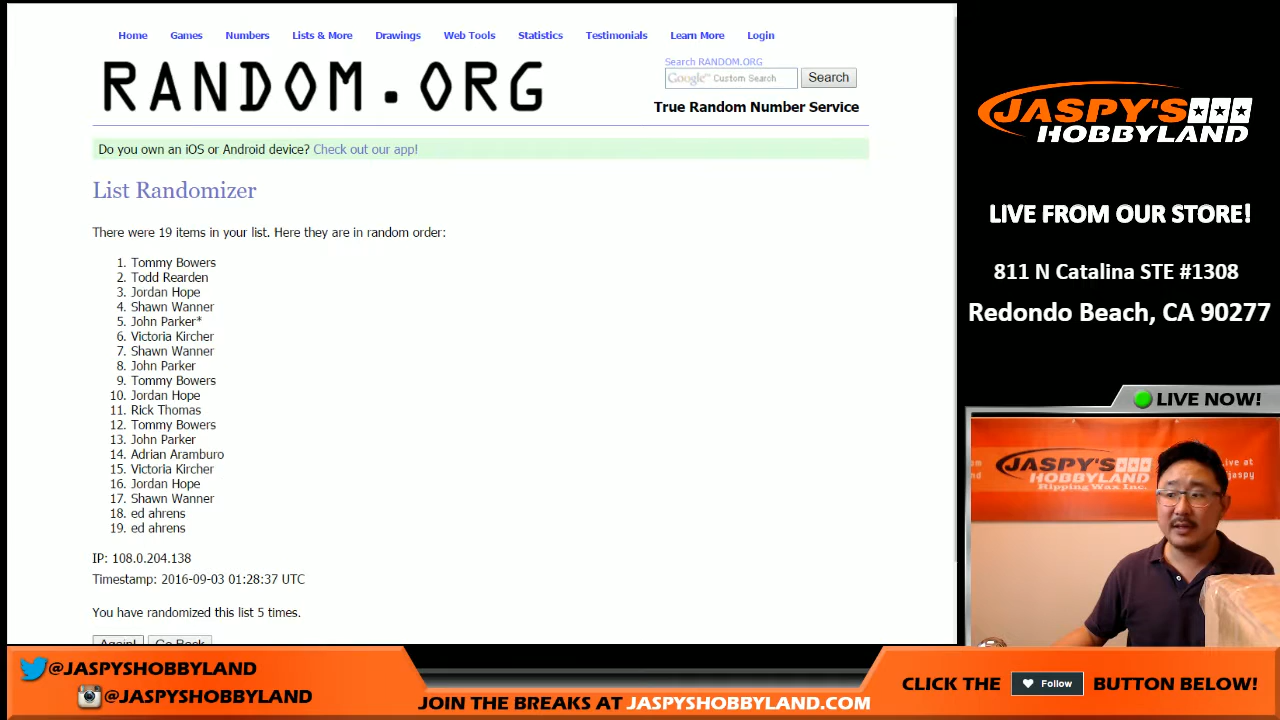 Home Games Numbers Lists & More Drawings Web Tools Statistics Testimonials Learn More Login
RANDOM.ORG
Search RANDOM.ORG
Google™ Custom Search Search
True Random Number Service
Do you own an iOS or Android device? Check out our app!
List Randomizer
There were 19 items in your list. Here they are in random order:
1. Tommy Bowers
2. Todd Rearden
3. Jordan Hope
4. Shawn Wanner
5. John Parker*
6. Victoria Kircher
7. Shawn Wanner
8. John Parker
9. Tommy Bowers
10. Jordan Hope
11. Rick Thomas
12. Tommy Bowers
13. John Parker
14. Adrian Aramburo
15. Victoria Kircher
16. Jordan Hope
17. Shawn Wanner
18. ed ahrens
19. ed ahrens
IP: 108.0.204.138
Timestamp: 2016-09-03 01:28:37 UTC
You have randomized this list 5 times.
Again! Go Back
JASPY'S
HOBBYLAND
LIVE FROM OUR STORE!
811 N Catalina STE #1308
Redondo Beach, CA 90277
LIVE NOW!
JASPY'S
HOBBYLAND
Ripping Wax Inc.
Live at
jaspy
@JASPYSHOBBYLAND
@JASPYSHOBBYLAND
JOIN THE BREAKS AT JASPYSHOBBYLAND.COM
CLICK THE Follow BUTTON BELOW!